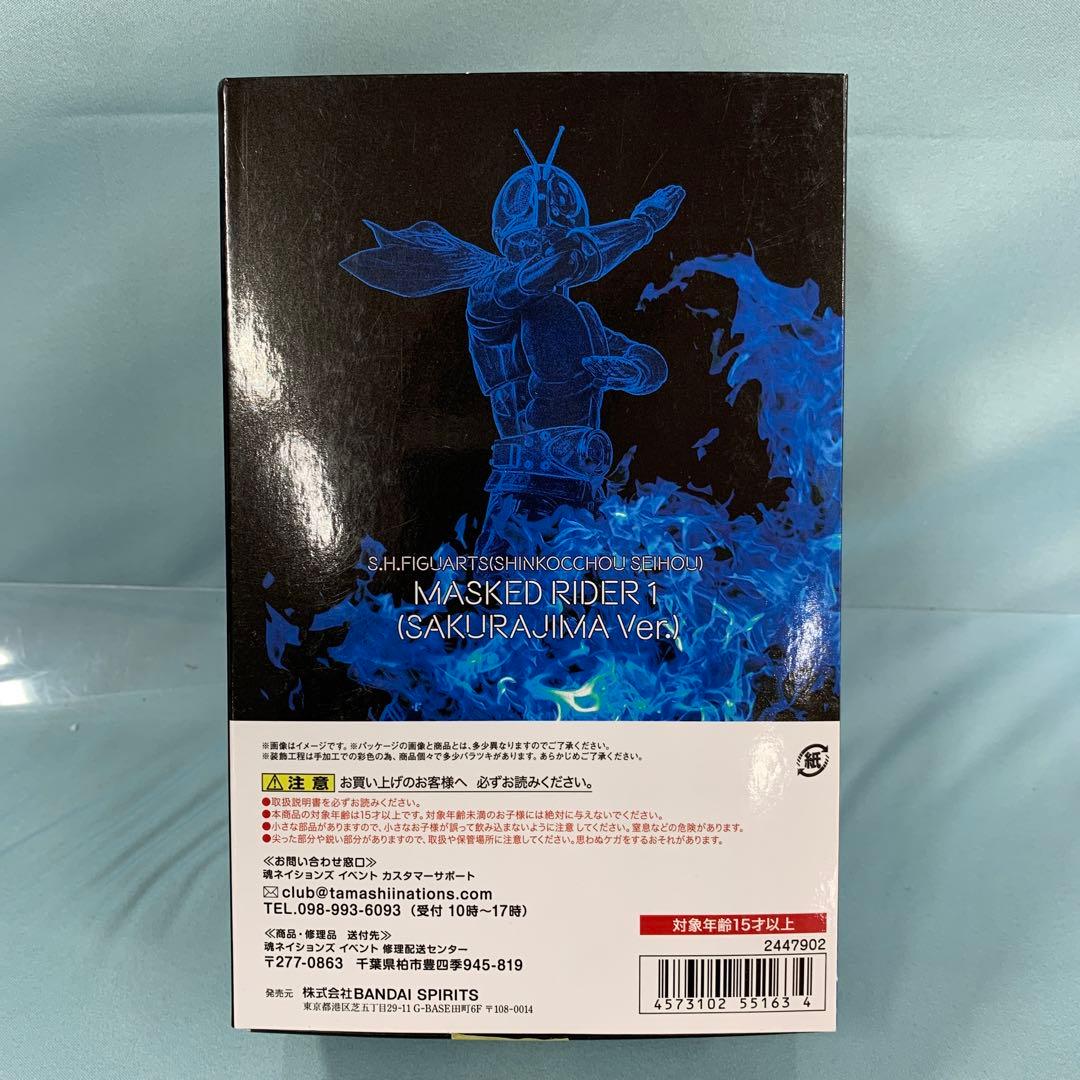 S.H.FIGUARTS(SHINKOCCHOU SEIHOU)
MASKED RIDER 1
(SAKURAJIMA Ver.)
※画像はイメージです。※パッケージの画像と商品とは、多少異なりますのでご了承ください。
※装飾工程は手加工での彩色の為、商品個々で多少バラツキがあります。あらかじめご了承ください。
紙
注意 お買い上げのお客様へ 必ずお読みください。
●取扱説明書を必ずお読みください。
●本商品の対象年齢は15才以上です。対象年齢未満のお子様には絶対に与えないでください。
●小さな部品がありますので、小さなお子様が誤って飲み込まないように注意してください。窒息などの危険があります。
●尖った部分や鋭い部分がありますので、取扱や保管場所に注意してください。思わぬケガをするおそれがあります。
≪お問い合わせ窓口≫
魂ネイションズ イベント カスタマーサポート
club@tamashiinations.com
TEL.098-993-6093（受付 10時〜17時）
≪商品・修理品 送付先≫
魂ネイションズ イベント 修理配送センター
〒277-0863 千葉県柏市豊四季945-819
発売元 株式会社BANDAI SPIRITS
東京都港区芝五丁目29-11 G-BASE田町6F 〒108-0014
対象年齢15才以上
2447902
4573102 55163 4